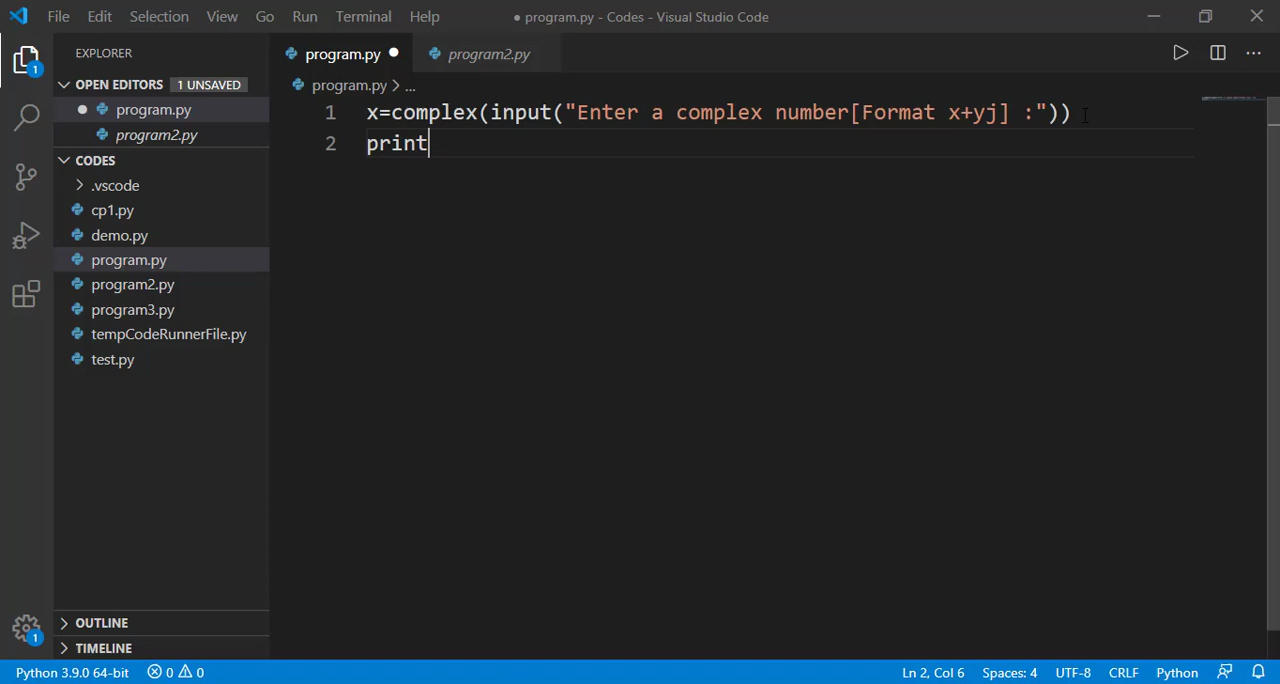 File Edit Selection View Go Run Terminal Help ● program.py - Codes - Visual Studio Code
EXPLORER
OPEN EDITORS 1 UNSAVED
program.py
program2.py
CODES
.vscode
cp1.py
demo.py
program.py
program2.py
program3.py
tempCodeRunnerFile.py
test.py
OUTLINE
TIMELINE
1
1
program.py ● program2.py
program.py > ...
1 x=complex(input("Enter a complex number[Format x+yj] :"))
2 print
Python 3.9.0 64-bit 0 0 Ln 2, Col 6 Spaces: 4 UTF-8 CRLF Python